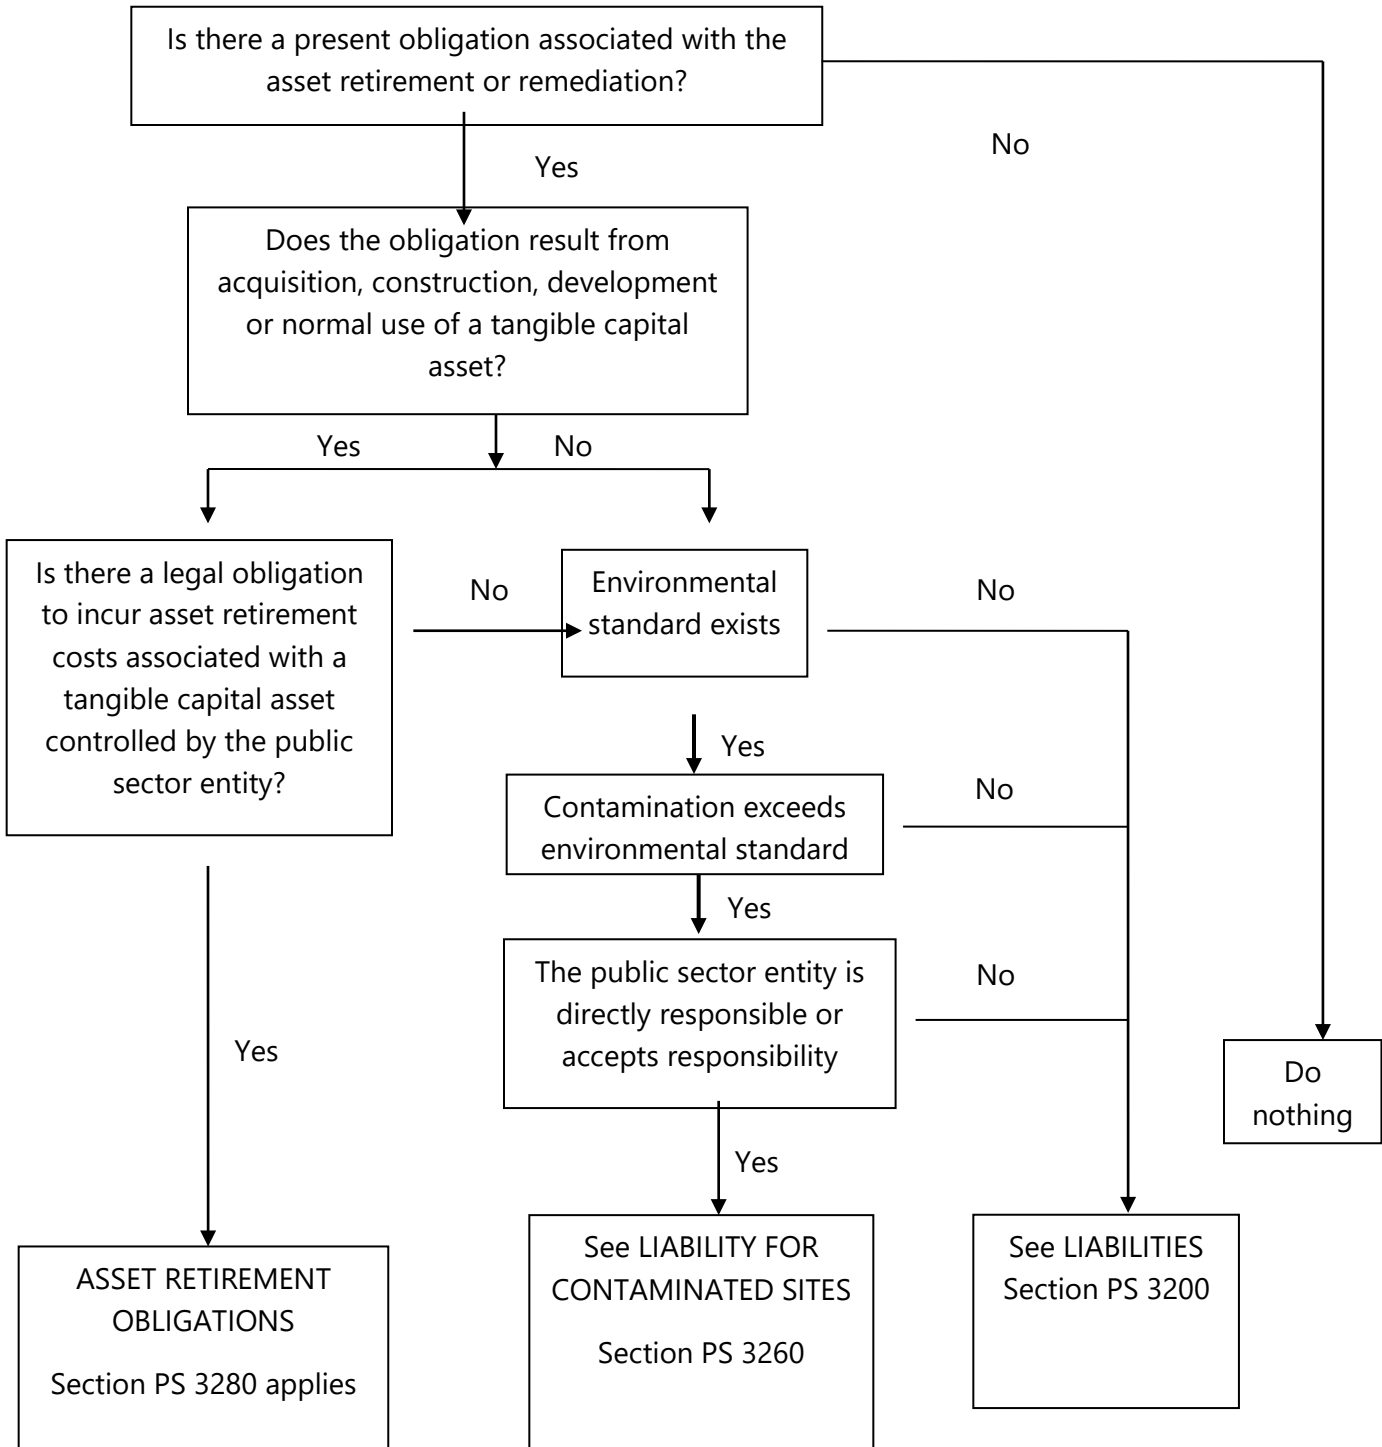 Is there a present obligation associated with the
asset retirement or remediation?
No
Yes
Does the obligation result from
acquisition, construction, development
or normal use of a tangible capital
asset?
Yes
No
Is there a legal obligation
to incur asset retirement
costs associated with a
tangible capital asset
controlled by the public
sector entity?
No
Environmental
standard exists
No
Yes
Contamination exceeds
environmental standard
No
Yes
The public sector entity is
directly responsible or
accepts responsibility
No
Yes
Do
nothing
Yes
ASSET RETIREMENT
OBLIGATIONS
Section PS 3280 applies
See LIABILITY FOR
CONTAMINATED SITES
Section PS 3260
See LIABILITIES
Section PS 3200